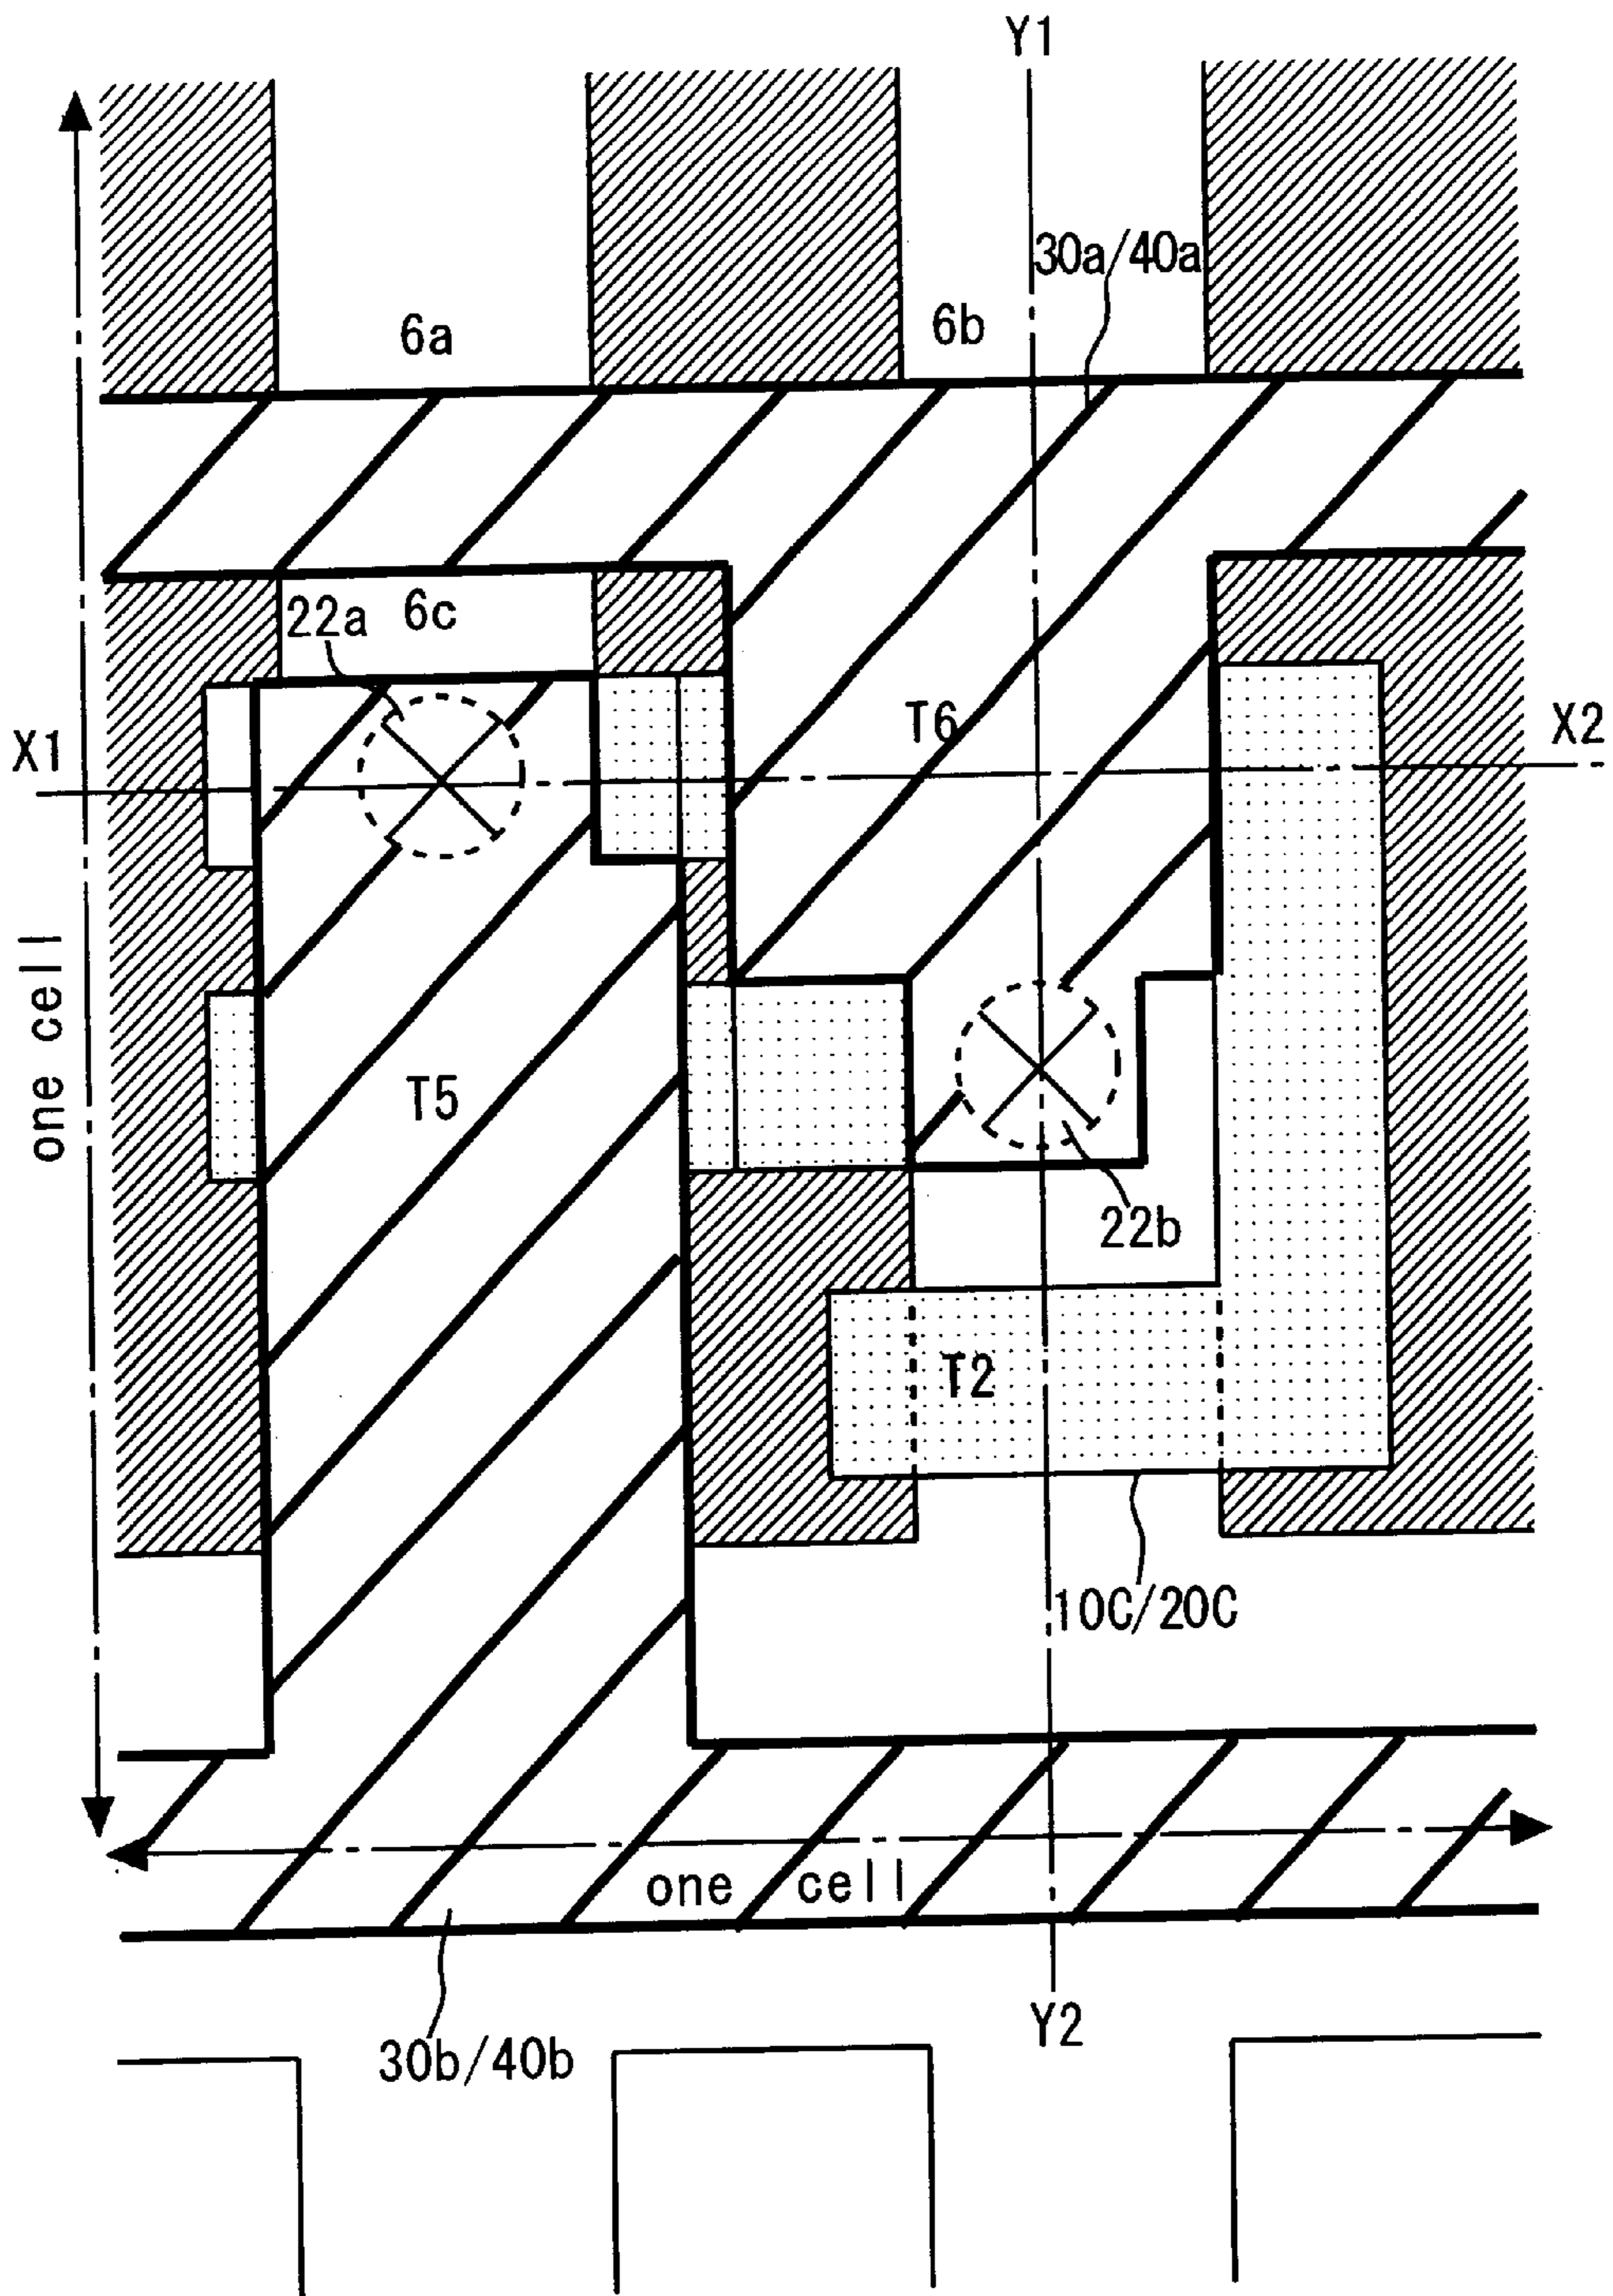 Y1
30a/40a
6a
6b
6c
22a
T6
X1
X2
one cell
T5
22b
T2
10C/20C
one cell
Y2
30b/40b